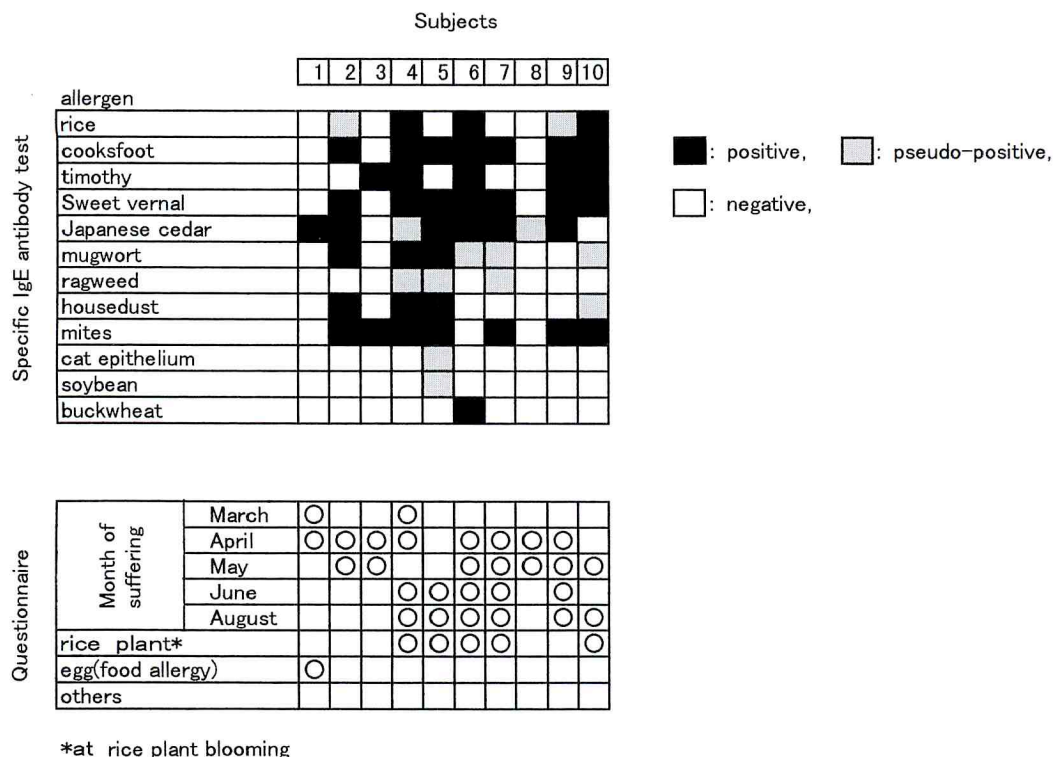 Subjects
1 2 3 4 5 6 7 8 9 10
allergen
Specific IgE antibody test
rice
cooksfoot
timothy
Sweet vernal
Japanese cedar
mugwort
ragweed
housedust
mites
cat epithelium
soybean
buckwheat
: positive, : pseudo-positive,
: negative,
Questionnaire
Month of
suffering
March
April
May
June
August
rice plant*
egg(food allergy)
others
*at rice plant blooming